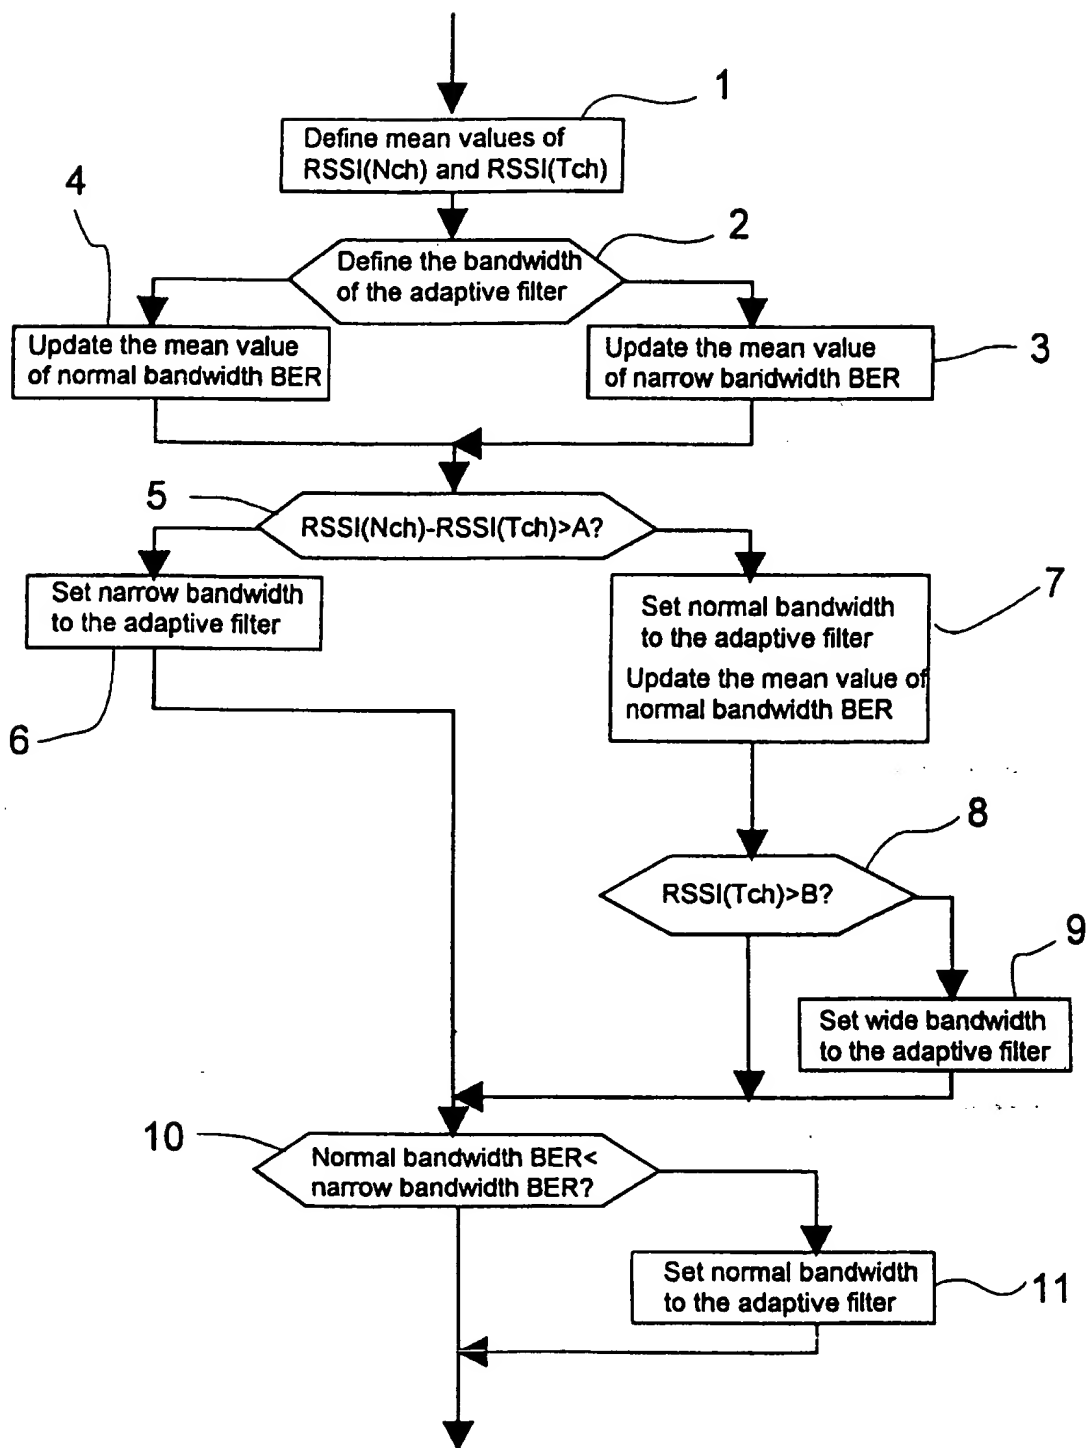 1
Define mean values of
RSSI(Nch) and RSSI(Tch)
4
2
Define the bandwidth
of the adaptive filter
Update the mean value
of normal bandwidth BER
Update the mean value
of narrow bandwidth BER
3
5
RSSI(Nch)-RSSI(Tch)>A?
Set narrow bandwidth
to the adaptive filter
7
Set normal bandwidth
to the adaptive filter
Update the mean value of
normal bandwidth BER
6
8
RSSI(Tch)>B?
9
Set wide bandwidth
to the adaptive filter
10
Normal bandwidth BER<
narrow bandwidth BER?
Set normal bandwidth
to the adaptive filter
11